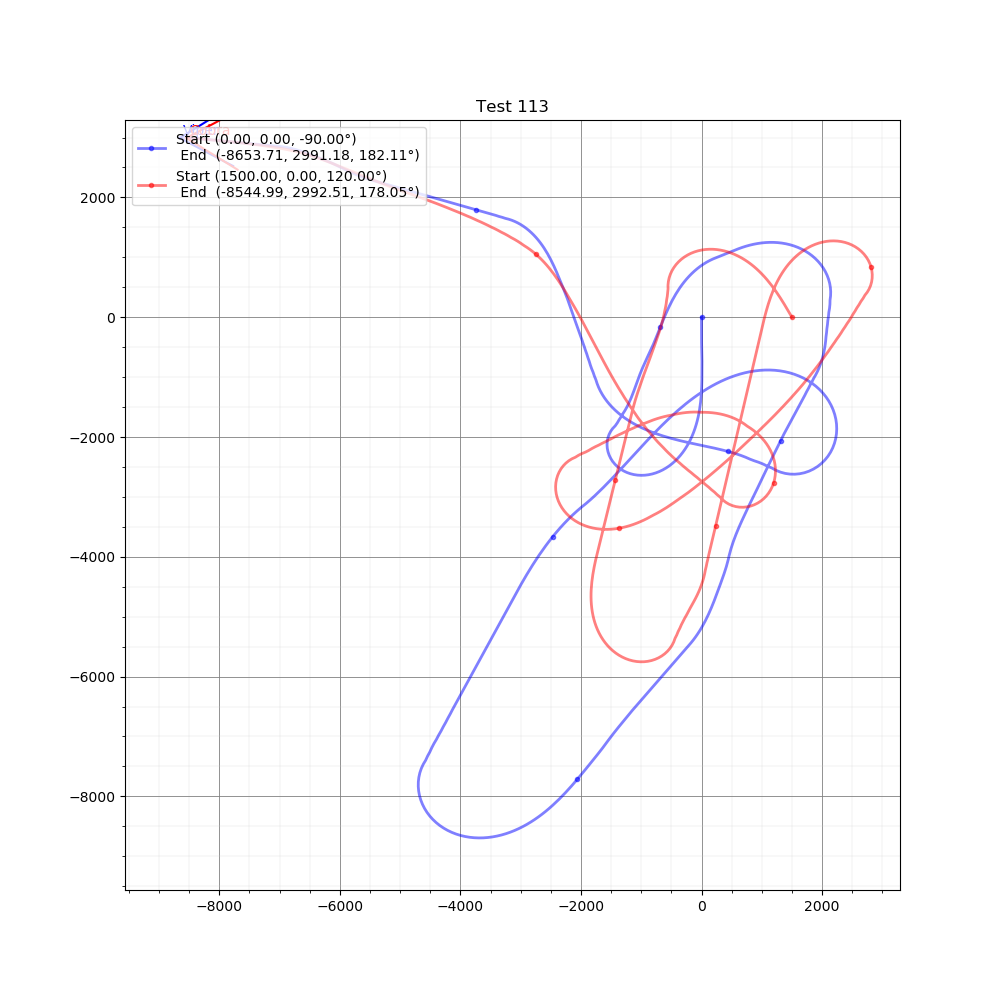 Test 113
Start (0.00, 0.00, -90.00°)
End (-8653.71, 2991.18, 182.11°)
Start (1500.00, 0.00, 120.00°)
End (-8544.99, 2992.51, 178.05°)
2000
0
−2000
−4000
−6000
−8000
−8000 −6000 −4000 −2000 0 2000